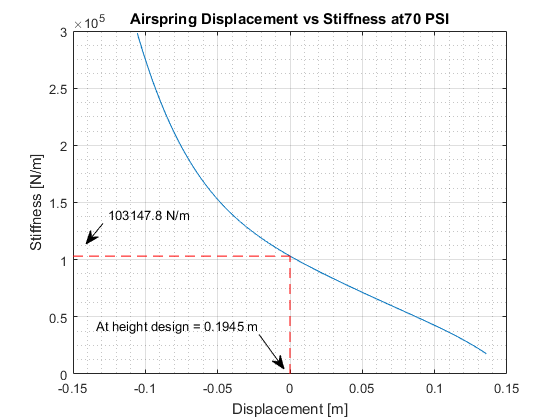 Airspring Displacement vs Stiffness at70 PSI
×10⁵
3
2.5
2
1.5
1
0.5
0
Stiffness [N/m]
103147.8 N/m
At height design = 0.1945 m
-0.15 -0.1 -0.05 0 0.05 0.1 0.15
Displacement [m]